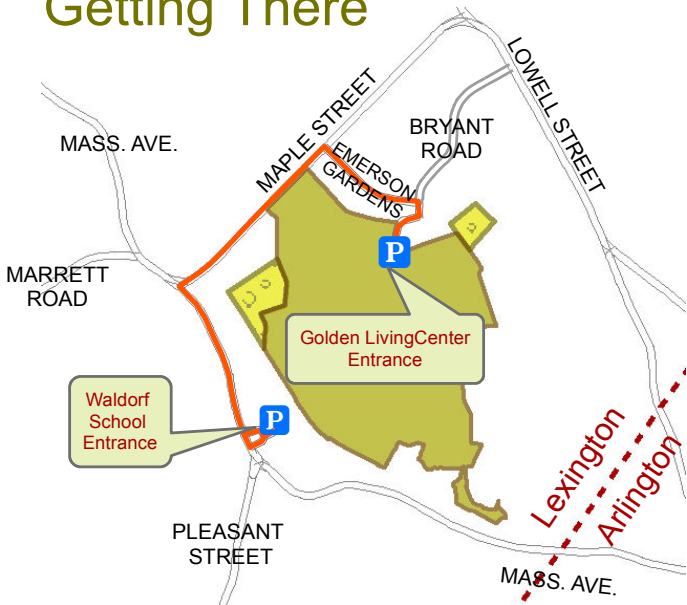 Getting There
LOWELL STREET
MAPLE STREET
BRYANT
ROAD
MASS. AVE.
EMERSON
GARDENS
P
MARRETT
ROAD
Golden LivingCenter
Entrance
Waldorf
School
Entrance
P
Lexington
Arlington
PLEASANT
STREET
MASS. AVE.